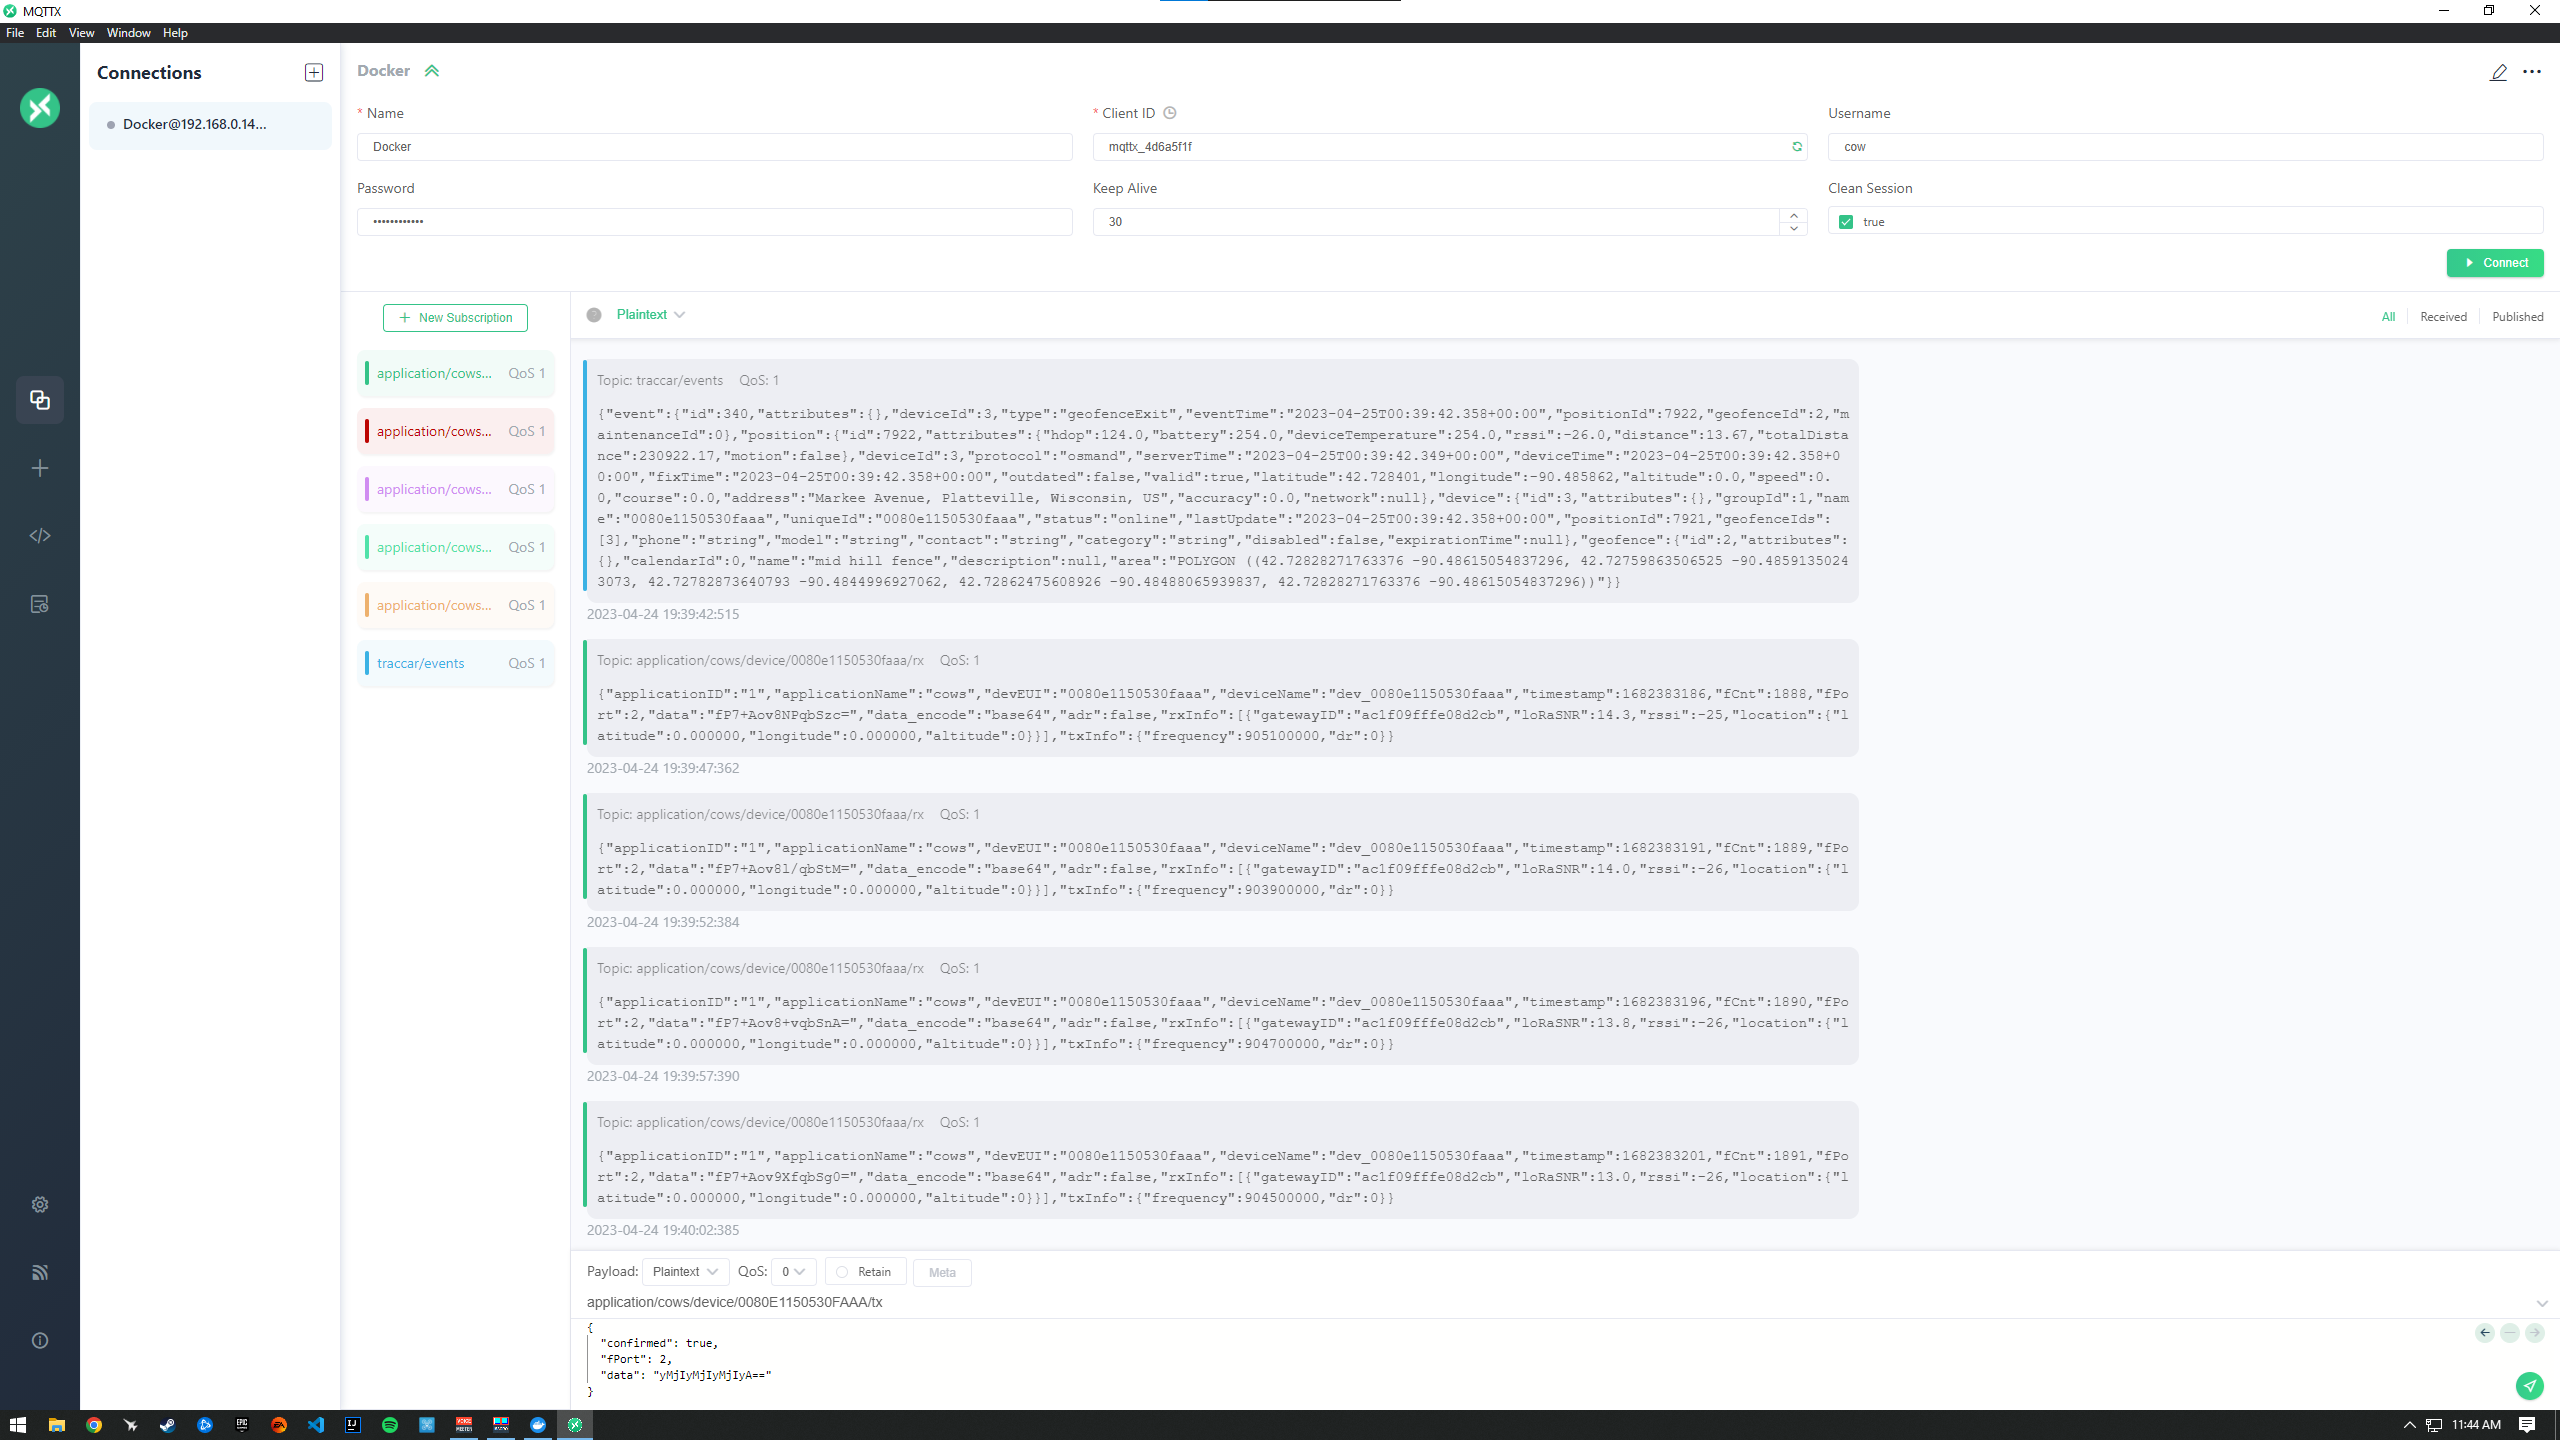 MQTTX
File Edit View Window Help
Connections
Docker@192.168.0.14...
Docker
* Name
* Client ID
Username
Docker
mqttx_4d6a5f1f
cow
Password
Keep Alive
Clean Session
••••••••••••
30
true
Connect
New Subscription
Plaintext
All
Received
Published
application/cows... QoS 1
application/cows... QoS 1
application/cows... QoS 1
application/cows... QoS 1
application/cows... QoS 1
traccar/events QoS 1
Topic: traccar/events QoS: 1
{"event":{"id":340,"attributes":{},"deviceId":3,"type":"geofenceExit","eventTime":"2023-04-25T00:39:42.358+00:00","positionId":7922,"geofenceId":2,"m
aintenanceId":0},"position":{"id":7922,"attributes":{"hdop":124.0,"battery":254.0,"deviceTemperature":254.0,"rssi":-26.0,"distance":13.67,"totalDista
nce":230922.17,"motion":false},"deviceId":3,"protocol":"osmand","serverTime":"2023-04-25T00:39:42.349+00:00","deviceTime":"2023-04-25T00:39:42.358+0
0:00","fixTime":"2023-04-25T00:39:42.358+00:00","outdated":false,"valid":true,"latitude":42.728401,"longitude":-90.485862,"altitude":0.0,"speed":0.
0,"course":0.0,"address":"Markee Avenue, Platteville, Wisconsin, US","accuracy":0.0,"network":null},"device":{"id":3,"attributes":{},"groupId":1,"nam
e":"0080e1150530faaa","uniqueId":"0080e1150530faaa","status":"online","lastUpdate":"2023-04-25T00:39:42.358+00:00","positionId":7921,"geofenceIds":
[3],"phone":"string","model":"string","contact":"string","category":"string","disabled":false,"expirationTime":null},"geofence":{"id":2,"attributes":
{},"calendarId":0,"name":"mid hill fence","description":null,"area":"POLYGON ((42.72828271763376 -90.48615054837296, 42.72759863506525 -90.4859135024
3073, 42.72782873640793 -90.4844996927062, 42.72862475608926 -90.48488065939837, 42.72828271763376 -90.48615054837296))"}}
2023-04-24 19:39:42:515
Topic: application/cows/device/0080e1150530faaa/rx QoS: 1
{"applicationID":"1","applicationName":"cows","devEUI":"0080e1150530faaa","deviceName":"dev_0080e1150530faaa","timestamp":1682383186,"fCnt":1888,"fPo
rt":2,"data":"fP7+Aov8NPqbSzc=","data_encode":"base64","adr":false,"rxInfo":[{"gatewayID":"ac1f09fffe08d2cb","loRaSNR":14.3,"rssi":-25,"location":{"l
atitude":0.000000,"longitude":0.000000,"altitude":0}}],"txInfo":{"frequency":905100000,"dr":0}}
2023-04-24 19:39:47:362
Topic: application/cows/device/0080e1150530faaa/rx QoS: 1
{"applicationID":"1","applicationName":"cows","devEUI":"0080e1150530faaa","deviceName":"dev_0080e1150530faaa","timestamp":1682383191,"fCnt":1889,"fPo
rt":2,"data":"fP7+Aov8l/qbStM=","data_encode":"base64","adr":false,"rxInfo":[{"gatewayID":"ac1f09fffe08d2cb","loRaSNR":14.0,"rssi":-26,"location":{"l
atitude":0.000000,"longitude":0.000000,"altitude":0}}],"txInfo":{"frequency":903900000,"dr":0}}
2023-04-24 19:39:52:384
Topic: application/cows/device/0080e1150530faaa/rx QoS: 1
{"applicationID":"1","applicationName":"cows","devEUI":"0080e1150530faaa","deviceName":"dev_0080e1150530faaa","timestamp":1682383196,"fCnt":1890,"fPo
rt":2,"data":"fP7+Aov8+vqbSnA=","data_encode":"base64","adr":false,"rxInfo":[{"gatewayID":"ac1f09fffe08d2cb","loRaSNR":13.8,"rssi":-26,"location":{"l
atitude":0.000000,"longitude":0.000000,"altitude":0}}],"txInfo":{"frequency":904700000,"dr":0}}
2023-04-24 19:39:57:390
Topic: application/cows/device/0080e1150530faaa/rx QoS: 1
{"applicationID":"1","applicationName":"cows","devEUI":"0080e1150530faaa","deviceName":"dev_0080e1150530faaa","timestamp":1682383201,"fCnt":1891,"fPo
rt":2,"data":"fP7+Aov9XfqbSg0=","data_encode":"base64","adr":false,"rxInfo":[{"gatewayID":"ac1f09fffe08d2cb","loRaSNR":13.0,"rssi":-26,"location":{"l
atitude":0.000000,"longitude":0.000000,"altitude":0}}],"txInfo":{"frequency":904500000,"dr":0}}
2023-04-24 19:40:02:385
Payload: Plaintext QoS: 0 Retain Meta
application/cows/device/0080E1150530FAAA/tx
{
"confirmed": true,
"fPort": 2,
"data": "yMjIyMjIyMjIyA=="
}
11:44 AM